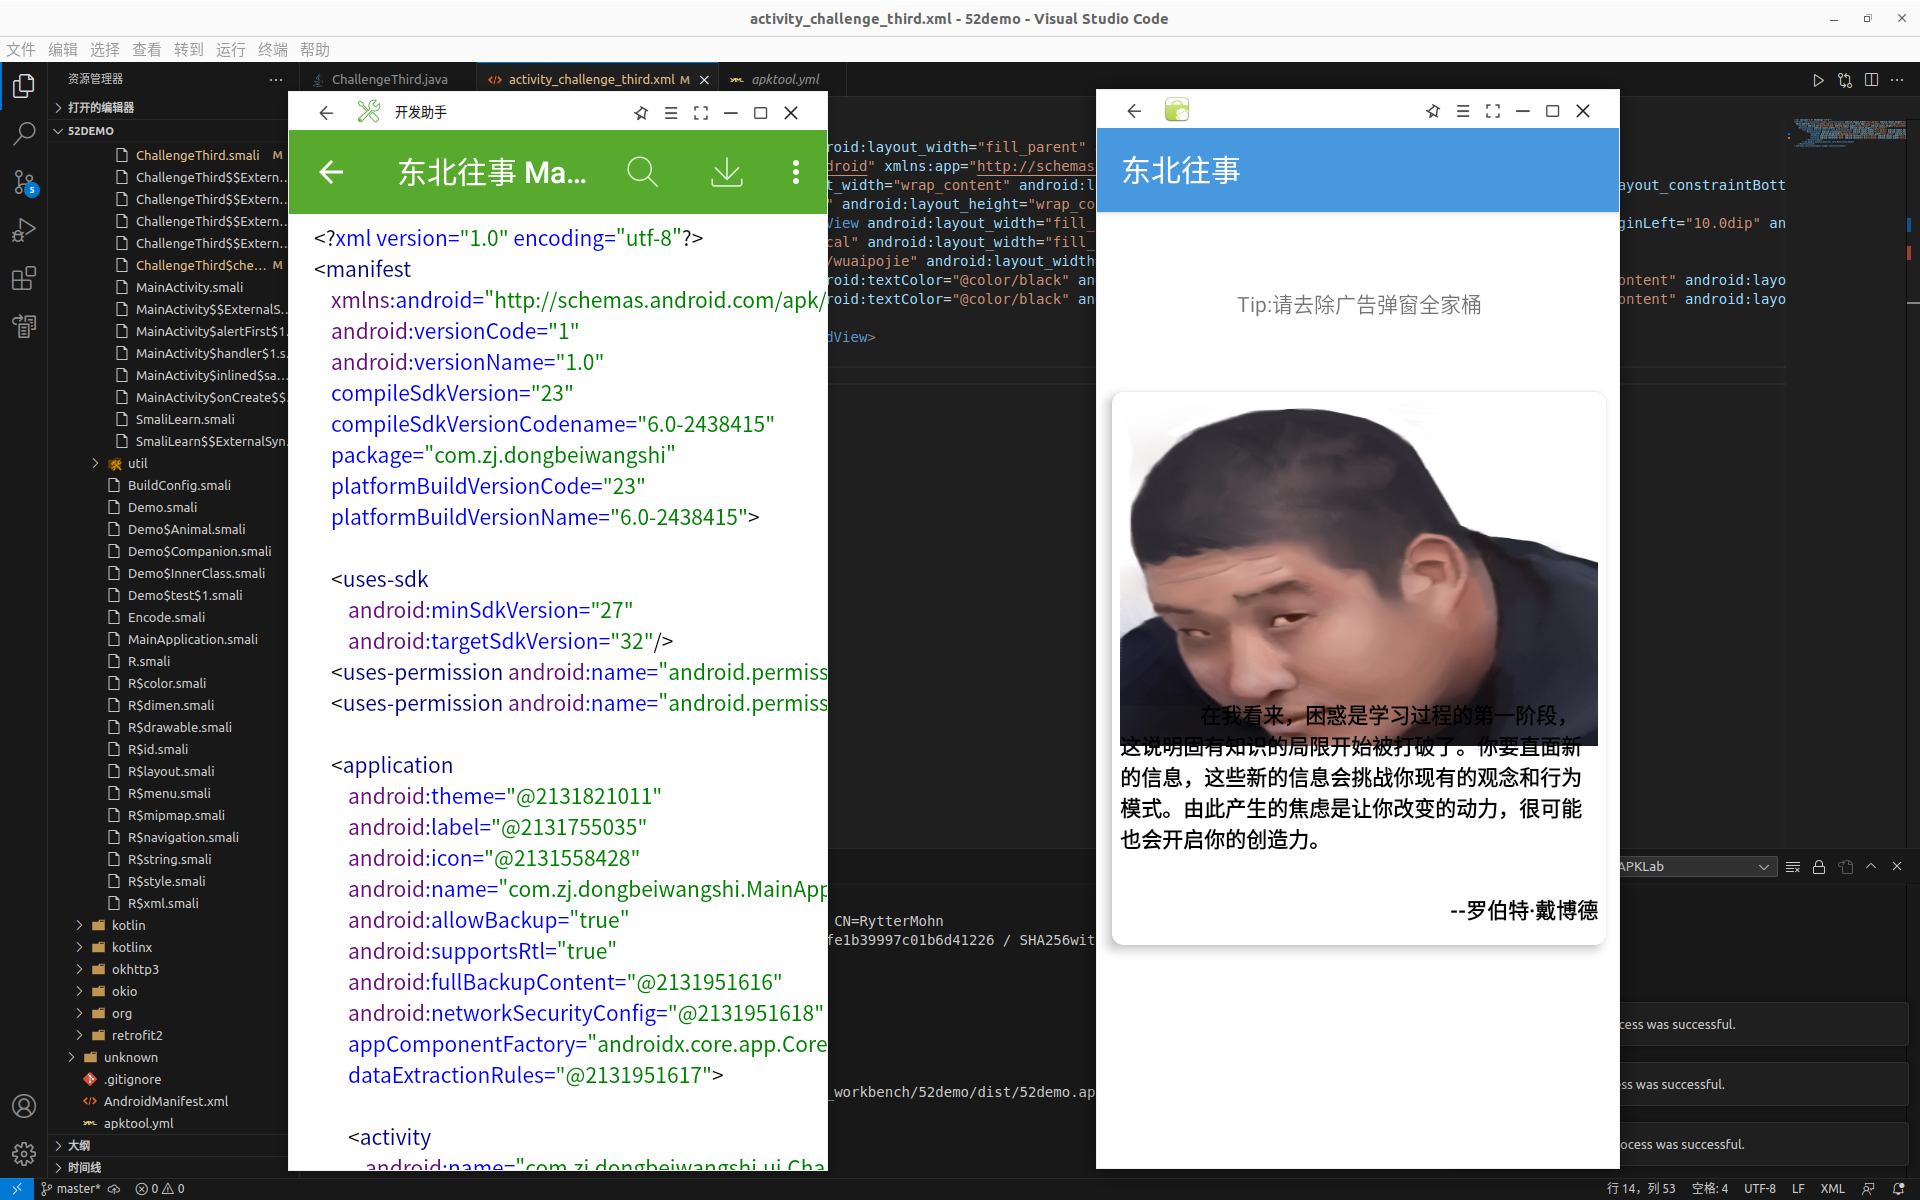 activity_challenge_third.xml - 52demo - Visual Studio Code
文件 编辑 选择 查看 转到 运行 终端 帮助
资源管理器
打开的编辑器
52DEMO
ChallengeThird.smali M
ChallengeThird$$Extern...
ChallengeThird$$Extern...
ChallengeThird$$Extern...
ChallengeThird$$Extern...
ChallengeThird$che... M
MainActivity.smali
MainActivity$$ExternalS...
MainActivity$alertFirst$1.
MainActivity$handler$1.s...
MainActivity$inlined$sa...
MainActivity$onCreate$$...
SmaliLearn.smali
SmaliLearn$$ExternalSyn...
util
BuildConfig.smali
Demo.smali
Demo$Animal.smali
Demo$Companion.smali
Demo$InnerClass.smali
Demo$test$1.smali
Encode.smali
MainApplication.smali
R.smali
R$color.smali
R$dimen.smali
R$drawable.smali
R$id.smali
R$layout.smali
R$menu.smali
R$mipmap.smali
R$navigation.smali
R$string.smali
R$style.smali
R$xml.smali
kotlin
kotlinx
okhttp3
okio
org
retrofit2
unknown
.gitignore
AndroidManifest.xml
apktool.yml
大纲
时间线
5
ChallengeThird.java
activity_challenge_third.xml M
apktool.yml
开发助手
东北往事 Ma...
<?xml version="1.0" encoding="utf-8"?>
<manifest
xmlns:android="http://schemas.android.com/apk/
android:versionCode="1"
android:versionName="1.0"
compileSdkVersion="23"
compileSdkVersionCodename="6.0-2438415"
package="com.zj.dongbeiwangshi"
platformBuildVersionCode="23"
platformBuildVersionName="6.0-2438415">
<uses-sdk
android:minSdkVersion="27"
android:targetSdkVersion="32"/>
<uses-permission android:name="android.permiss
<uses-permission android:name="android.permiss
<application
android:theme="@2131821011"
android:label="@2131755035"
android:icon="@2131558428"
android:name="com.zj.dongbeiwangshi.MainApp
android:allowBackup="true"
android:supportsRtl="true"
android:fullBackupContent="@2131951616"
android:networkSecurityConfig="@2131951618"
appComponentFactory="androidx.core.app.Core
dataExtractionRules="@2131951617">
<activity
android:name="com.zj.dongbeiwangshi.ui.Cha
roid:layout_width="fill_parent"
droid" xmlns:app="http://schemas
t_width="wrap_content" android:l
ayout_constraintBott
" android:layout_height="wrap_co
View android:layout_width="fill_
ginLeft="10.0dip" an
cal" android:layout_width="fill_
/wuaipojie" android:layout_width
roid:textColor="@color/black" an
ontent" android:layo
roid:textColor="@color/black" an
ontent" android:layo
dView>
CN=RytterMohn
fe1b39997c01b6d41226 / SHA256wit
_workbench/52demo/dist/52demo.ap
东北往事
Tip:请去除广告弹窗全家桶
在我看来，困惑是学习过程的第一阶段，
这说明固有知识的局限开始被打破了。你要直面新
的信息，这些新的信息会挑战你现有的观念和行为
模式。由此产生的焦虑是让你改变的动力，很可能
也会开启你的创造力。
--罗伯特·戴博德
APKLab
cess was successful.
ss was successful.
ocess was successful.
master* 0 0
行 14，列 53 空格: 4 UTF-8 LF XML